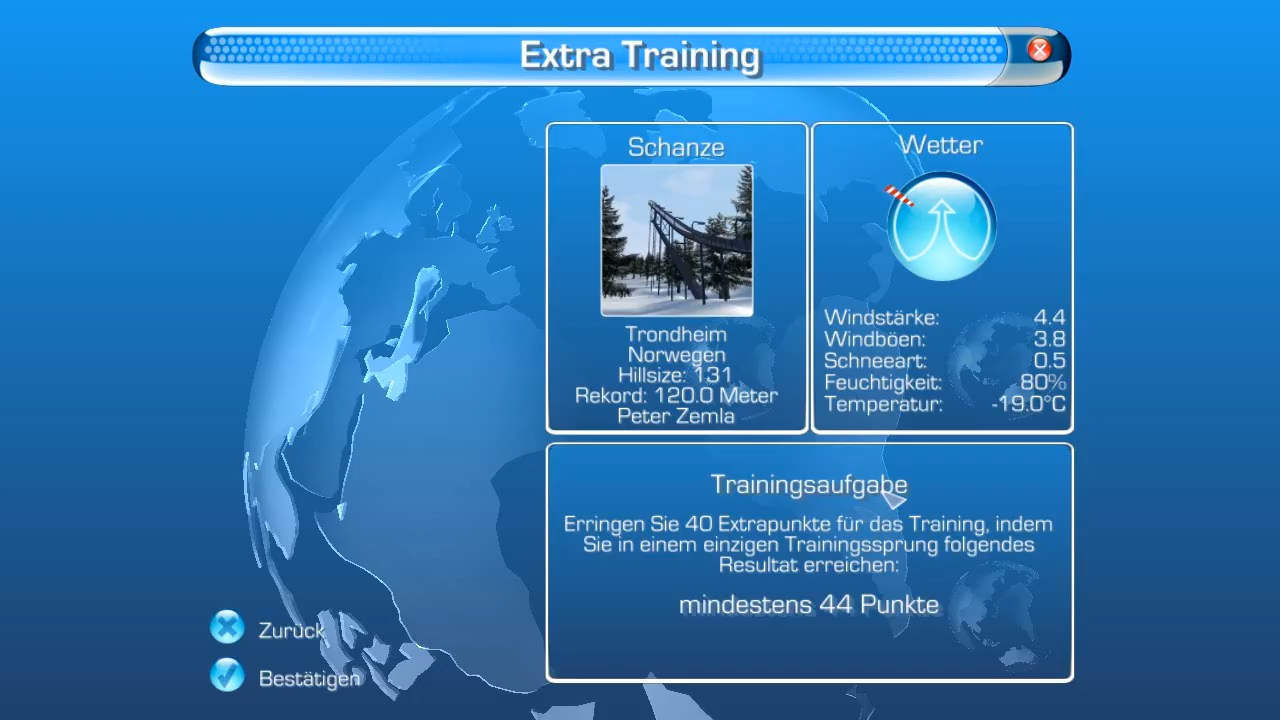 Extra Training
Schanze
Trondheim
Norwegen
Hillsize: 131
Rekord: 120.0 Meter
Peter Zemla
Wetter
Windstärke: 4.4
Windböen: 3.8
Schneeart: 0.5
Feuchtigkeit: 80%
Temperatur: -19.0°C
Trainingsaufgabe
Erringen Sie 40 Extrapunkte für das Training, indem
Sie in einem einzigen Trainingssprung folgendes
Resultat erreichen:
mindestens 44 Punkte
Zurück
Bestätigen